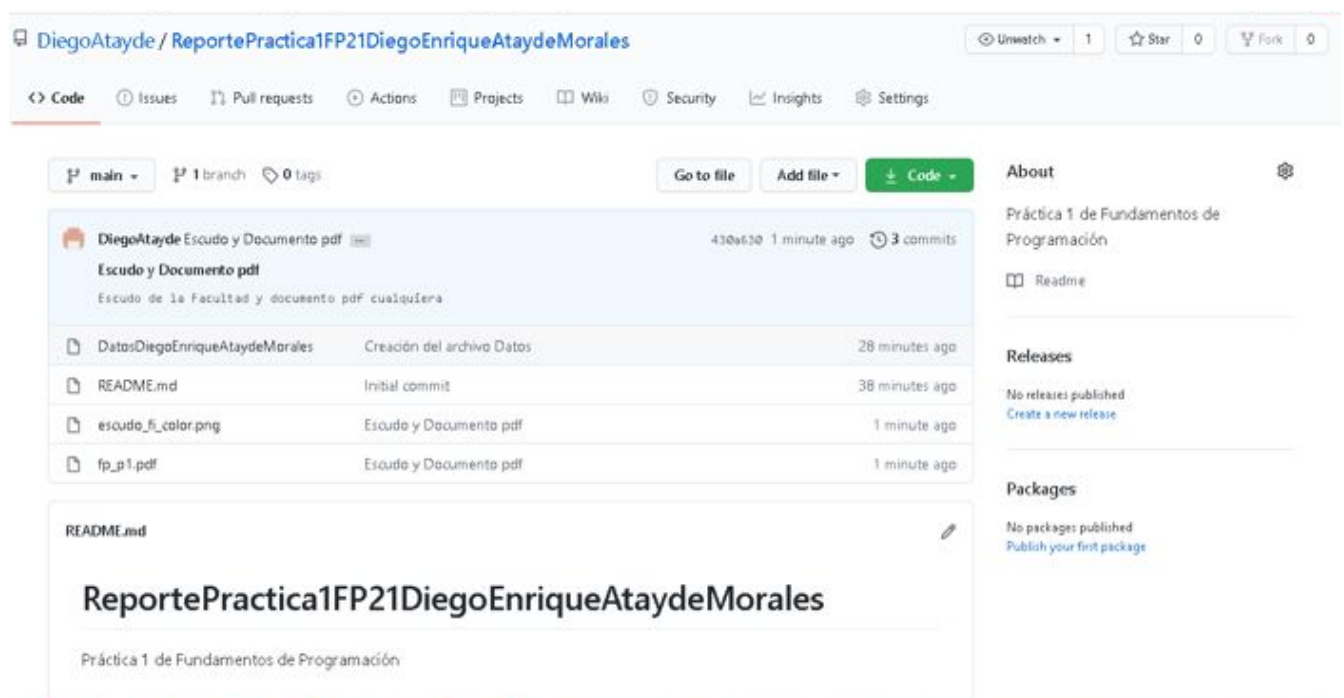 DiegoAtayde / ReportePractica1FP21DiegoEnriqueAtaydeMorales
Unwatch 1 Star 0 Fork 0
<> Code Issues Pull requests Actions Projects Wiki Security Insights Settings
main 1 branch 0 tags Go to file Add file Code
DiegoAtayde Escudo y Documento pdf 1 minute ago 3 commits
Escudo y Documento pdf
Escudo de la Facultad y documento pdf cualquiera
DatosDiegoEnriqueAtaydeMorales Creación del archivo Datos 28 minutes ago
README.md Initial commit 38 minutes ago
escudo_fi_color.png Escudo y Documento pdf 1 minute ago
fp_p1.pdf Escudo y Documento pdf 1 minute ago
README.md
ReportePractica1FP21DiegoEnriqueAtaydeMorales
Práctica 1 de Fundamentos de Programación
About
Práctica 1 de Fundamentos de
Programación
Readme
Releases
No releases published
Create a new release
Packages
No packages published
Publish your first package